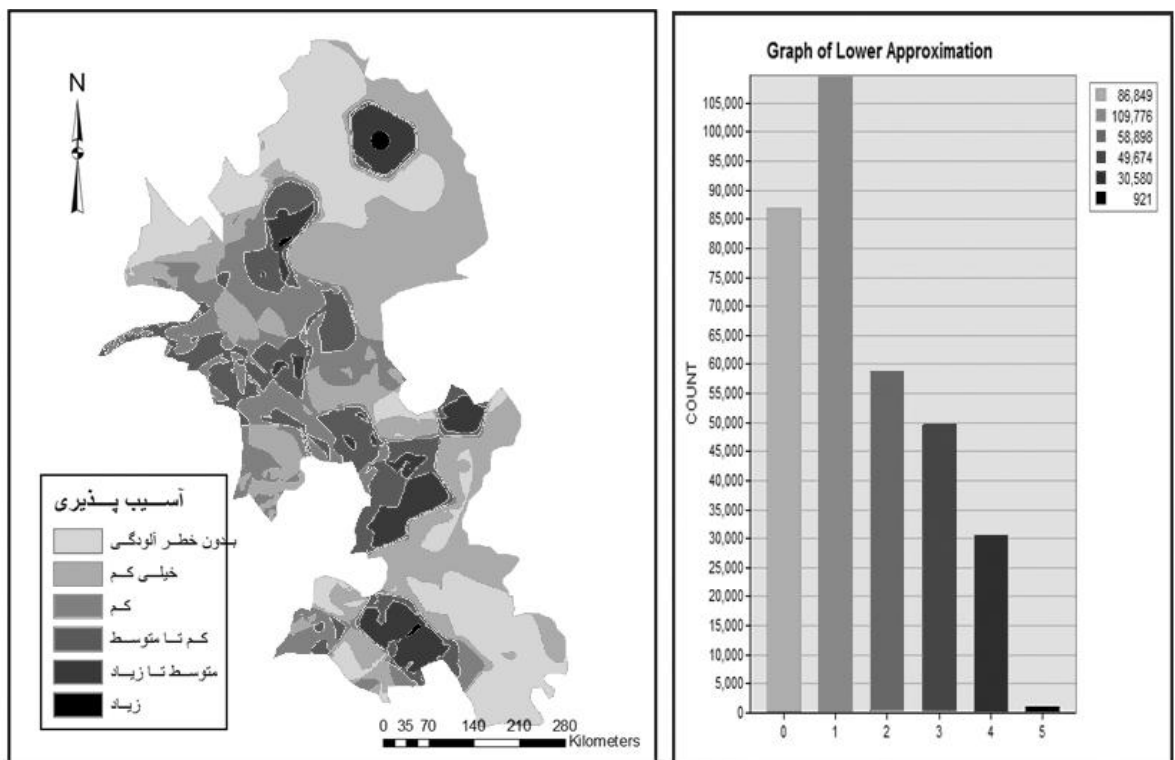 N
آسیب پذیری
بدون خطر آلودگی
خیلی کم
کم
کم تا متوسط
متوسط تا زیاد
زیاد
0 35 70 140 210 280
Kilometers
Graph of Lower Approximation
105,000
100,000
95,000
90,000
85,000
80,000
75,000
70,000
65,000
60,000
55,000
50,000
45,000
40,000
35,000
30,000
25,000
20,000
15,000
10,000
5,000
0
COUNT
0 1 2 3 4 5
86,849
109,776
58,898
49,674
30,580
921